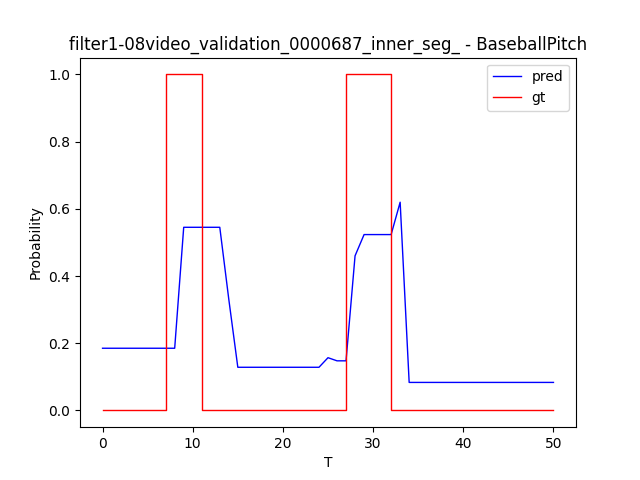 filter1-08video_validation_0000687_inner_seg_ - BaseballPitch
pred
gt
1.0
0.8
0.6
0.4
0.2
0.0
Probability
0 10 20 30 40 50
T